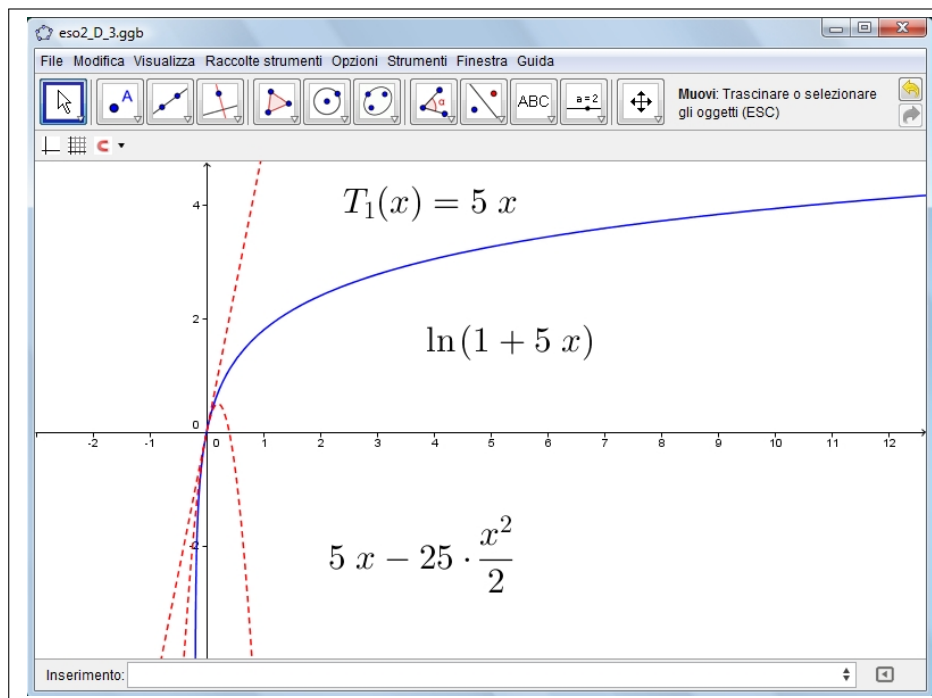 eso2_D_3.ggb
File Modifica Visualizza Raccolte strumenti Opzioni Strumenti Finestra Guida
A α ABC a=2 Muovi: Trascinare o selezionare
gli oggetti (ESC)
T₁(x) = 5 x
ln(1 + 5 x)
5 x − 25 · x²/2
4
2
0
-2
-2 -1 0 1 2 3 4 5 6 7 8 9 10 11 12
Inserimento: